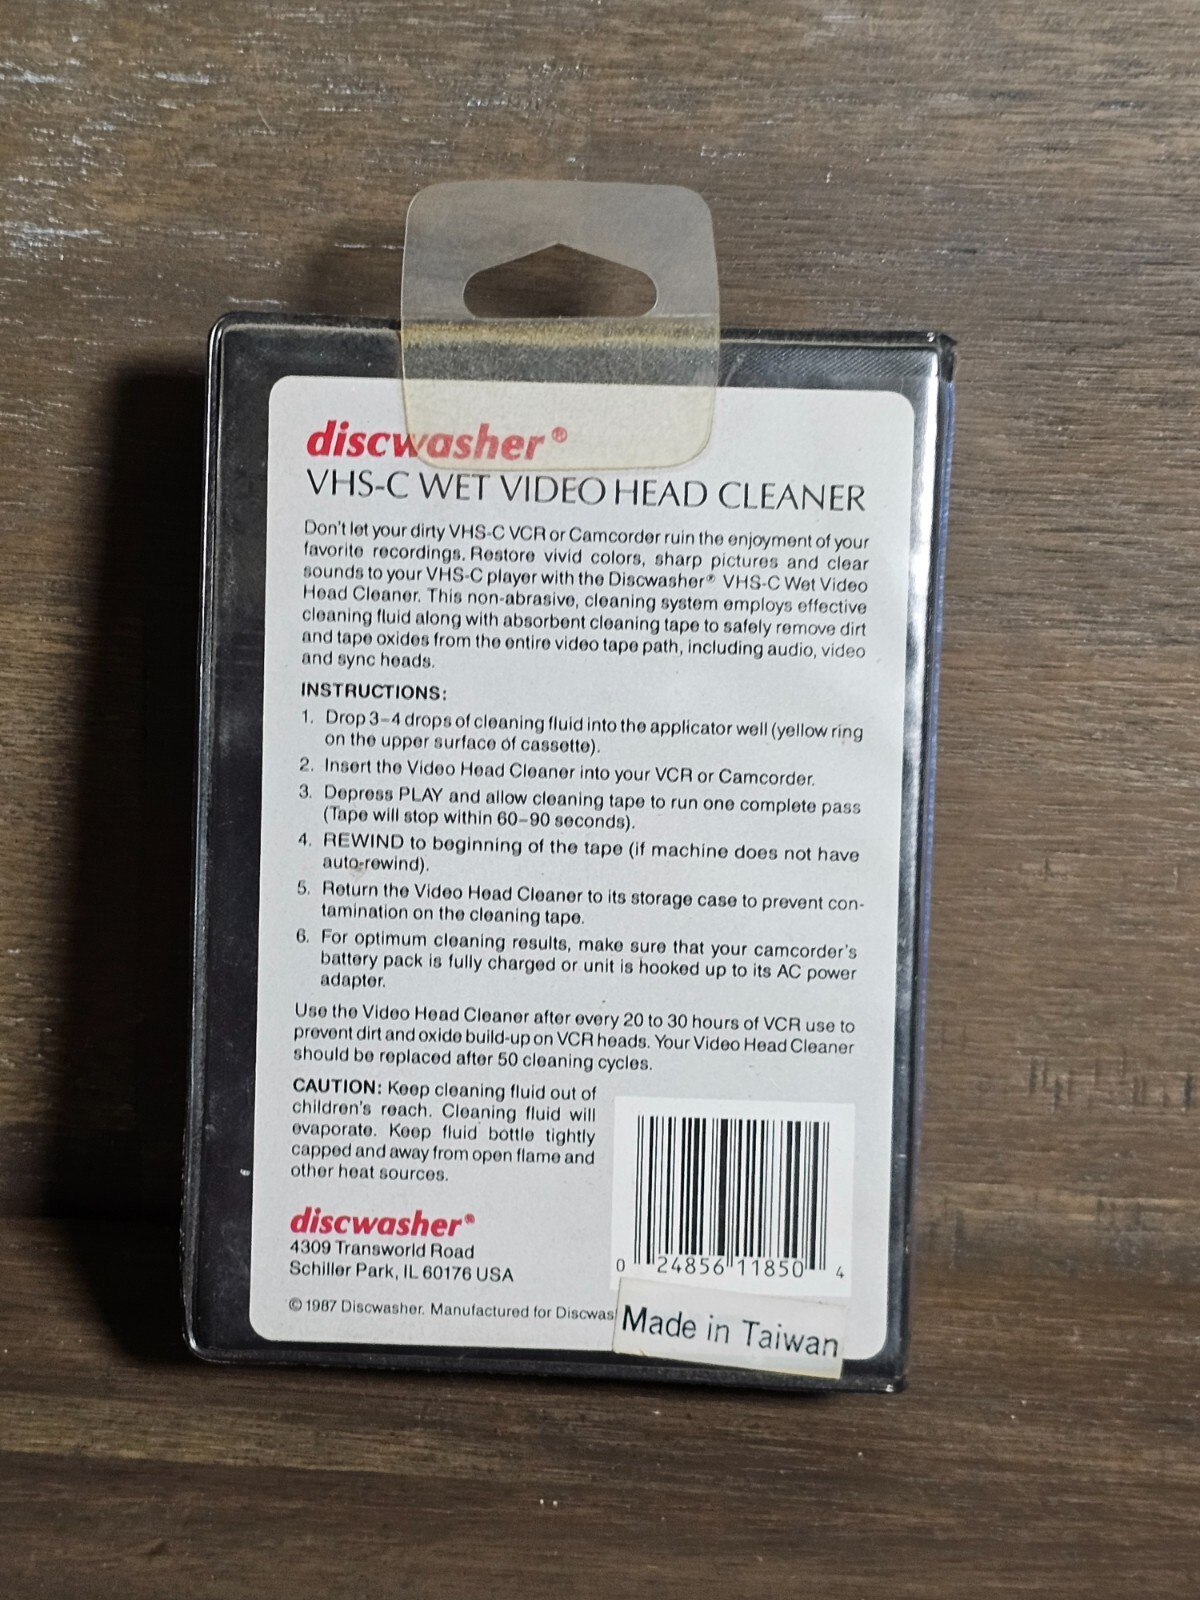 discwasher®
VHS-C WET VIDEO HEAD CLEANER
Don't let your dirty VHS-C VCR or Camcorder ruin the enjoyment of your
favorite recordings. Restore vivid colors, sharp pictures and clear
sounds to your VHS-C player with the Discwasher® VHS-C Wet Video
Head Cleaner. This non-abrasive, cleaning system employs effective
cleaning fluid along with absorbent cleaning tape to safely remove dirt
and tape oxides from the entire video tape path, including audio, video
and sync heads.
INSTRUCTIONS:
1. Drop 3–4 drops of cleaning fluid into the applicator well (yellow ring
on the upper surface of cassette).
2. Insert the Video Head Cleaner into your VCR or Camcorder.
3. Depress PLAY and allow cleaning tape to run one complete pass
(Tape will stop within 60–90 seconds).
4. REWIND to beginning of the tape (if machine does not have
auto-rewind).
5. Return the Video Head Cleaner to its storage case to prevent con-
tamination on the cleaning tape.
6. For optimum cleaning results, make sure that your camcorder's
battery pack is fully charged or unit is hooked up to its AC power
adapter.
Use the Video Head Cleaner after every 20 to 30 hours of VCR use to
prevent dirt and oxide build-up on VCR heads. Your Video Head Cleaner
should be replaced after 50 cleaning cycles.
CAUTION: Keep cleaning fluid out of
children's reach. Cleaning fluid will
evaporate. Keep fluid bottle tightly
capped and away from open flame and
other heat sources.
discwasher®
4309 Transworld Road
Schiller Park, IL 60176 USA
0 24856 11850 4
© 1987 Discwasher. Manufactured for Discwas
Made in Taiwan